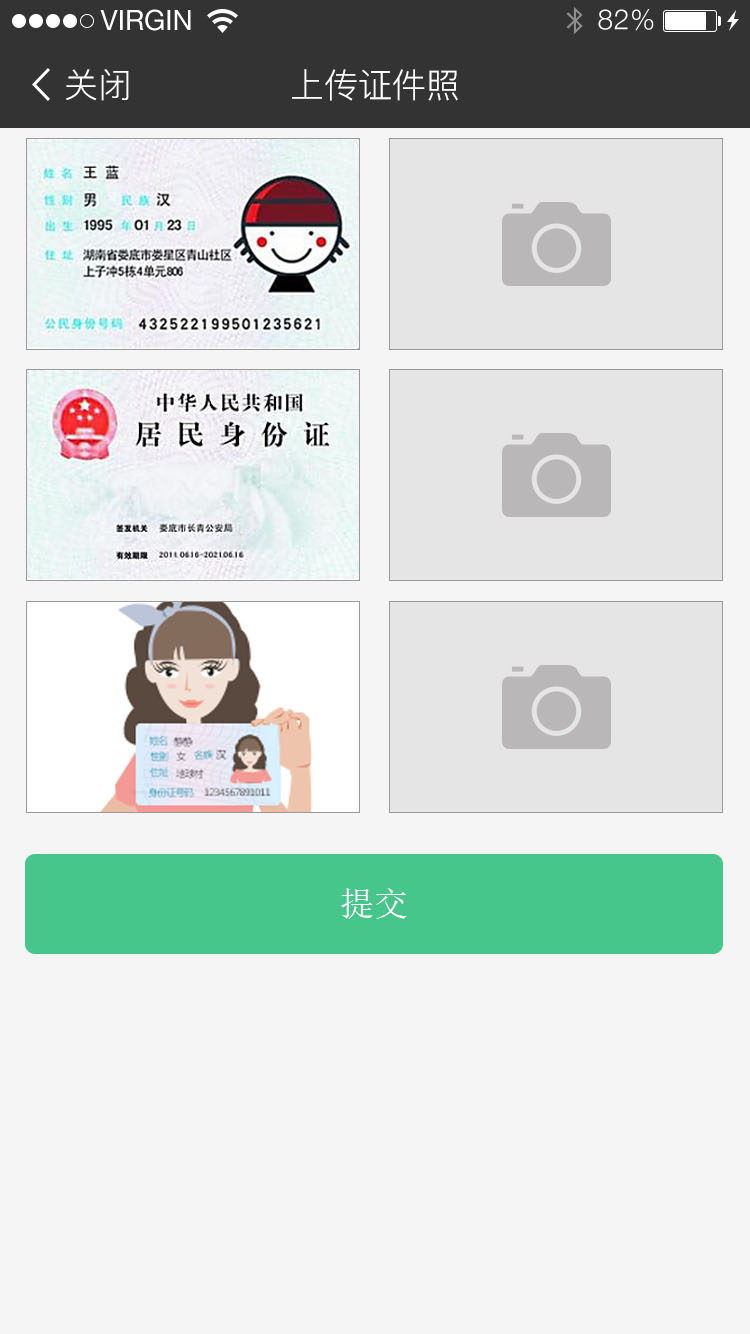 VIRGIN 82%
关闭 上传证件照
姓名 王 蓝
性别 男 民族 汉
出生 1995 年 01 月 23 日
住址 湖南省娄底市娄星区青山社区
上子冲5栋4单元806
公民身份号码 432522199501235621
中华人民共和国
居民身份证
签发机关 娄底市长青公安局
有效期限 2011.06.16-2021.06.16
姓名 静静
性别 女 名族 汉
住址 地球村
身份证号码 1234567891011
提交